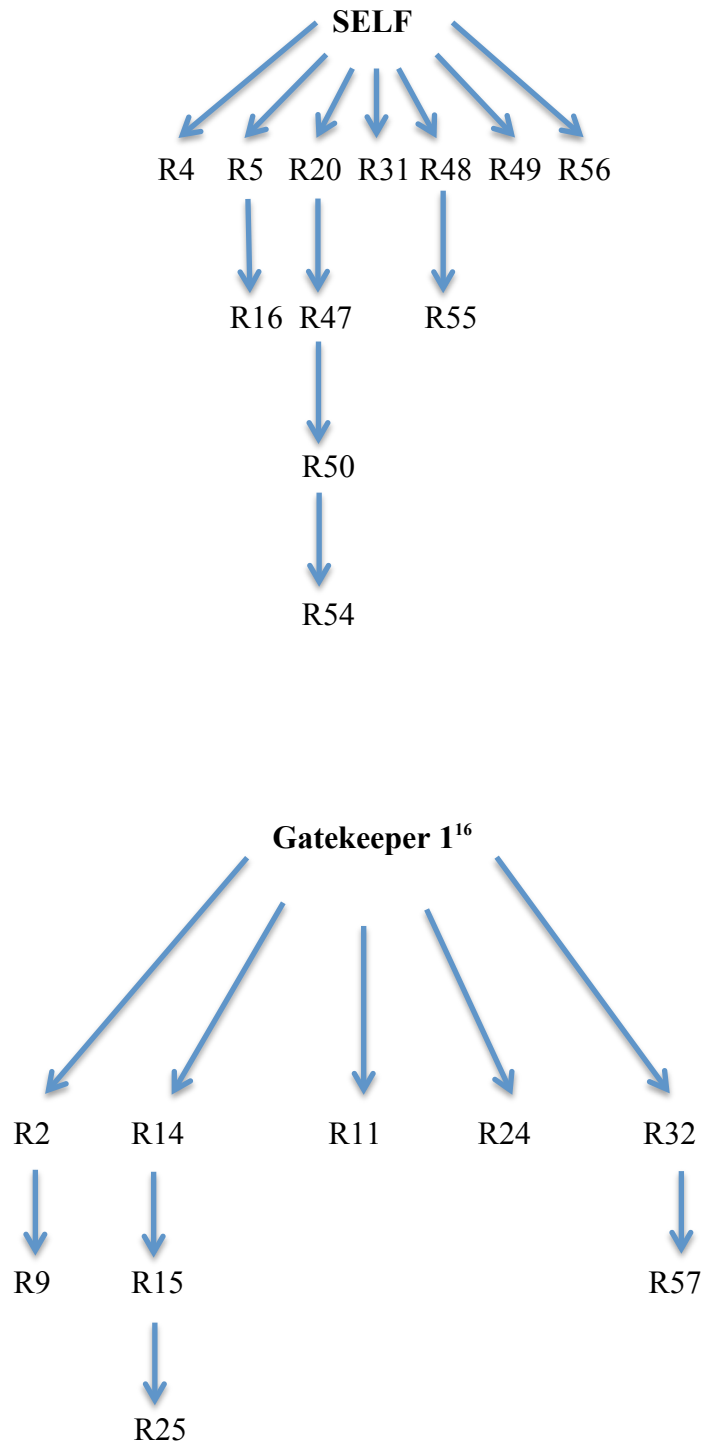 SELF
R4 R5 R20 R31 R48 R49 R56
R16 R47 R55
R50
R54
Gatekeeper 1¹⁶
R2 R14 R11 R24 R32
R9 R15 R57
R25